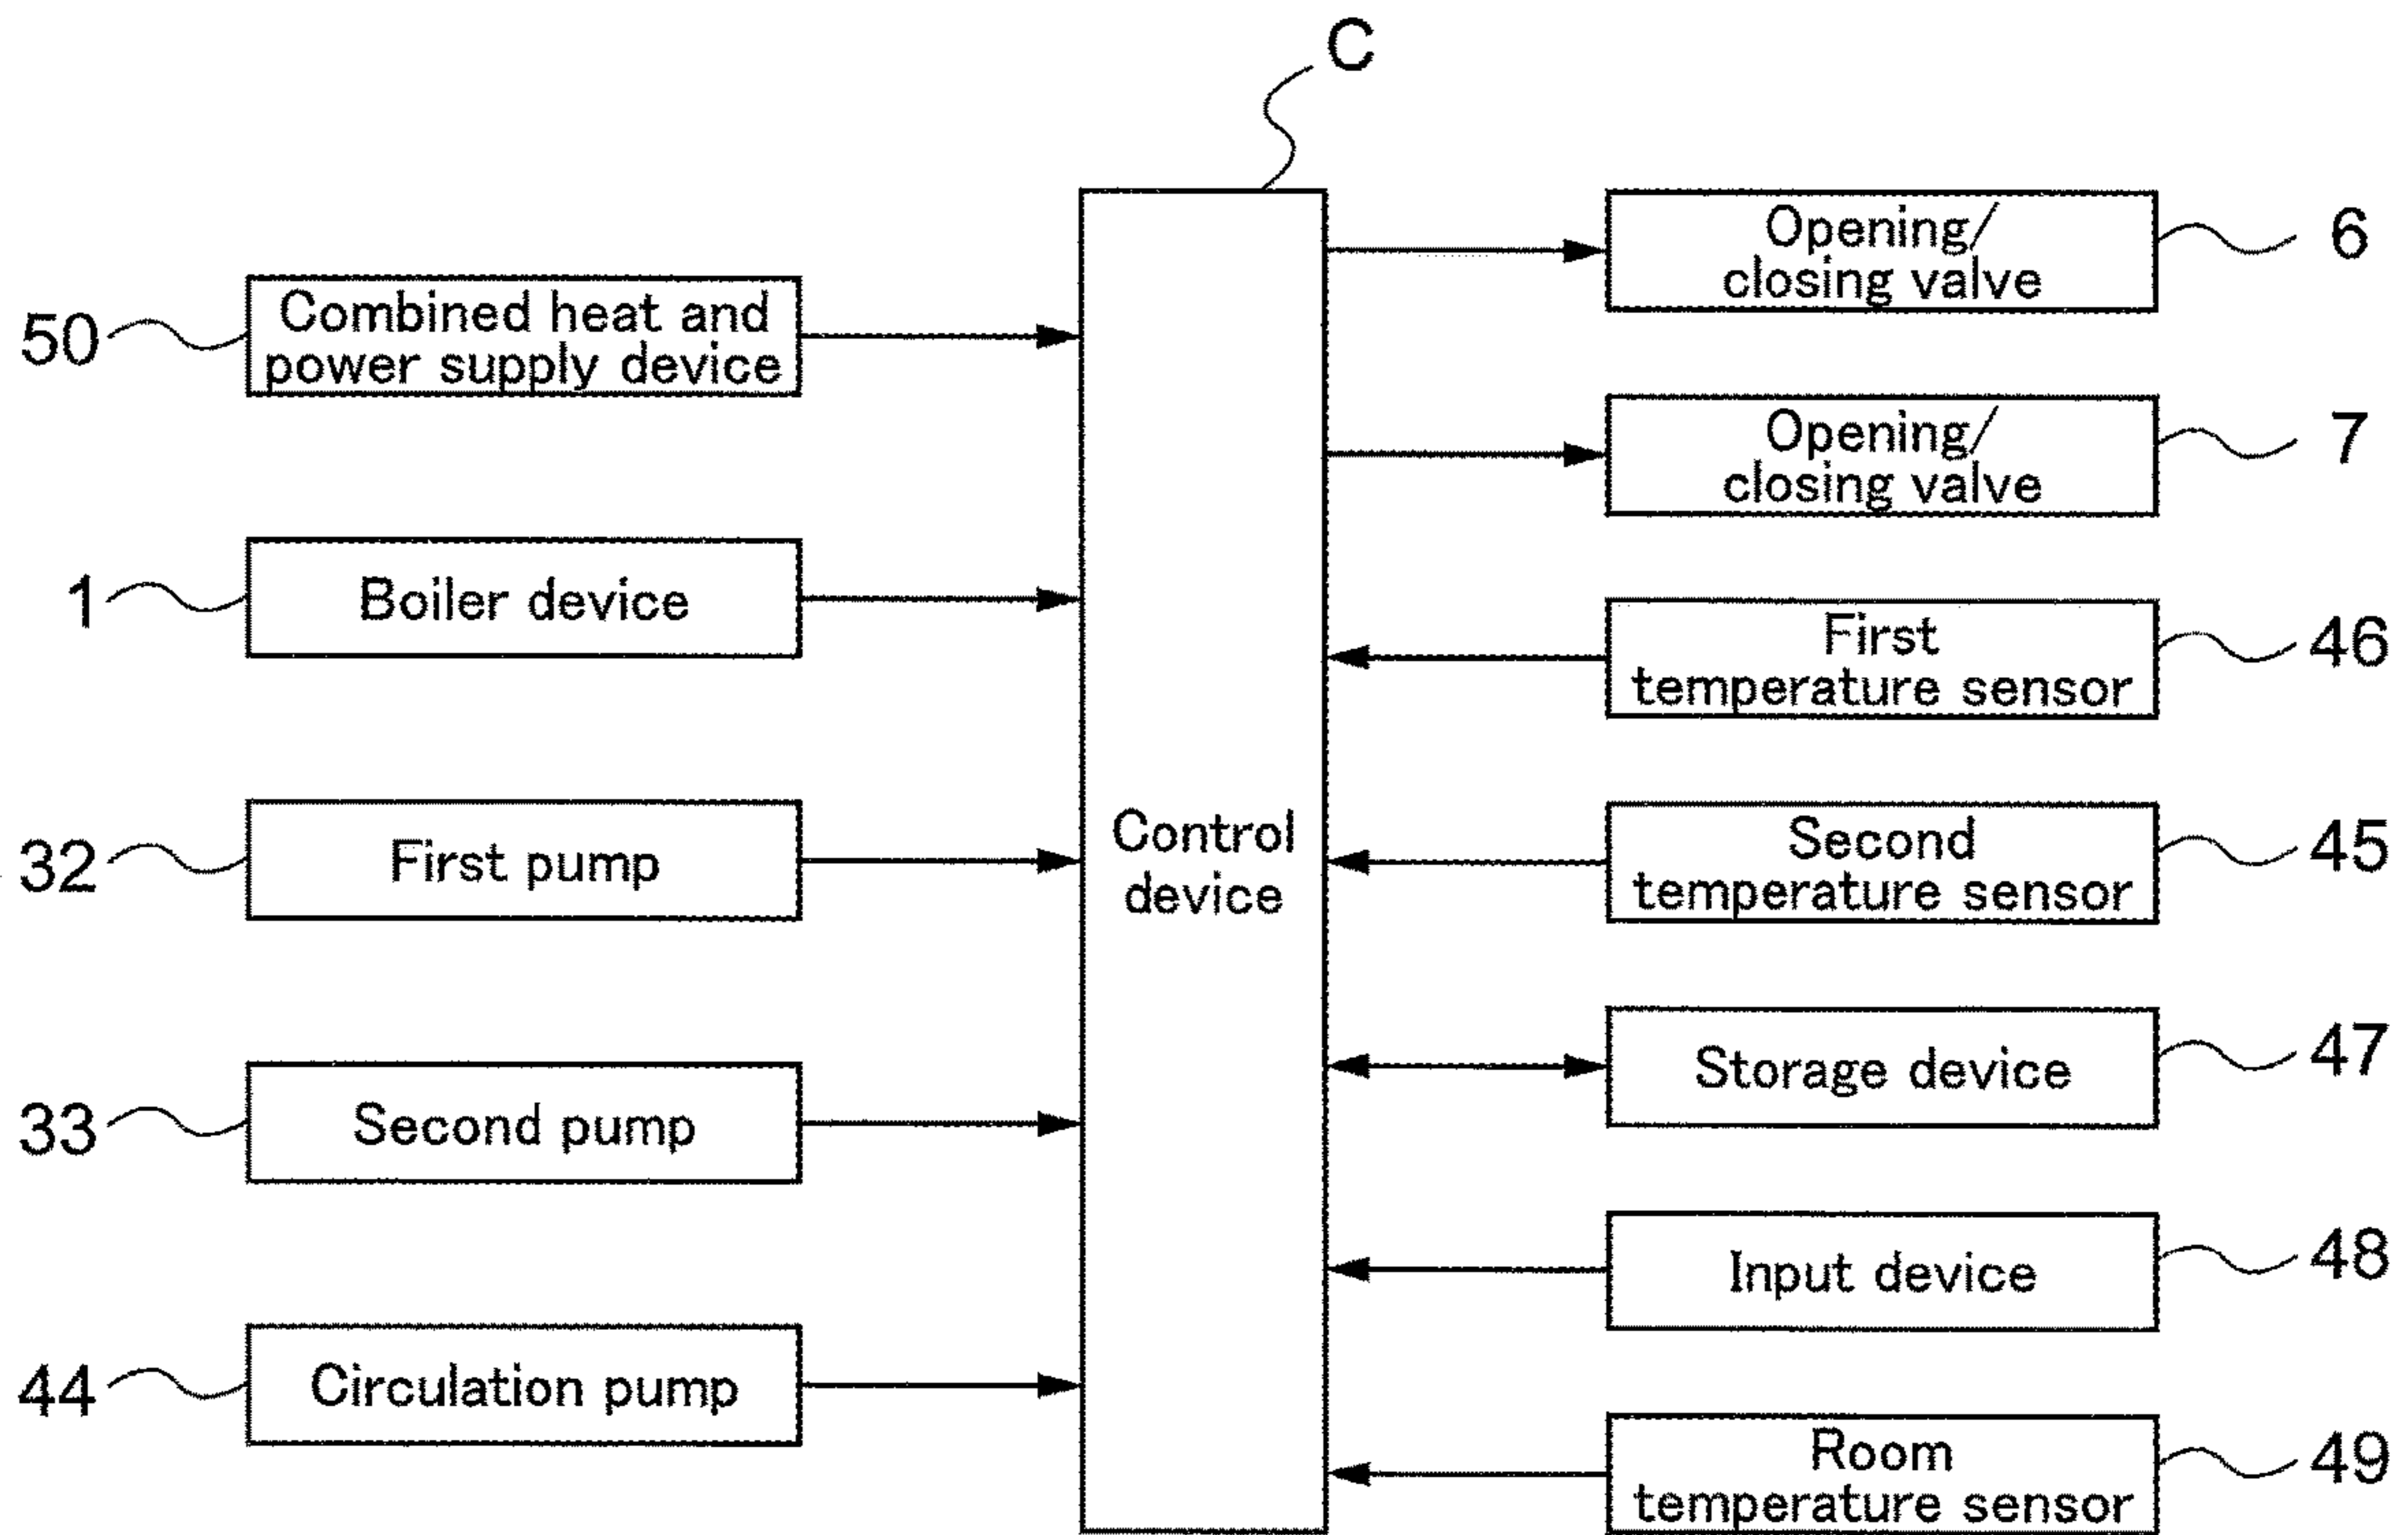 C
50
Combined heat and
power supply device
1
Boiler device
32
First pump
33
Second pump
44
Circulation pump
Control
device
Opening/
closing valve
6
Opening/
closing valve
7
First
temperature sensor
46
Second
temperature sensor
45
Storage device
47
Input device
48
Room
temperature sensor
49